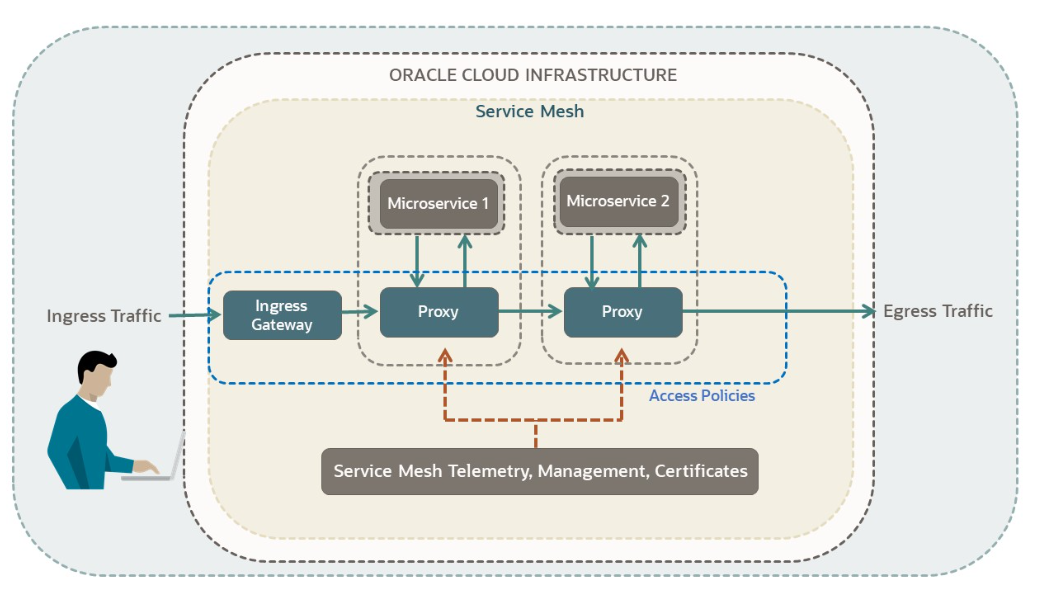 ORACLE CLOUD INFRASTRUCTURE
Service Mesh
Microservice 1
Microservice 2
Ingress Traffic
Ingress
Gateway
Proxy
Proxy
Egress Traffic
Access Policies
Service Mesh Telemetry, Management, Certificates